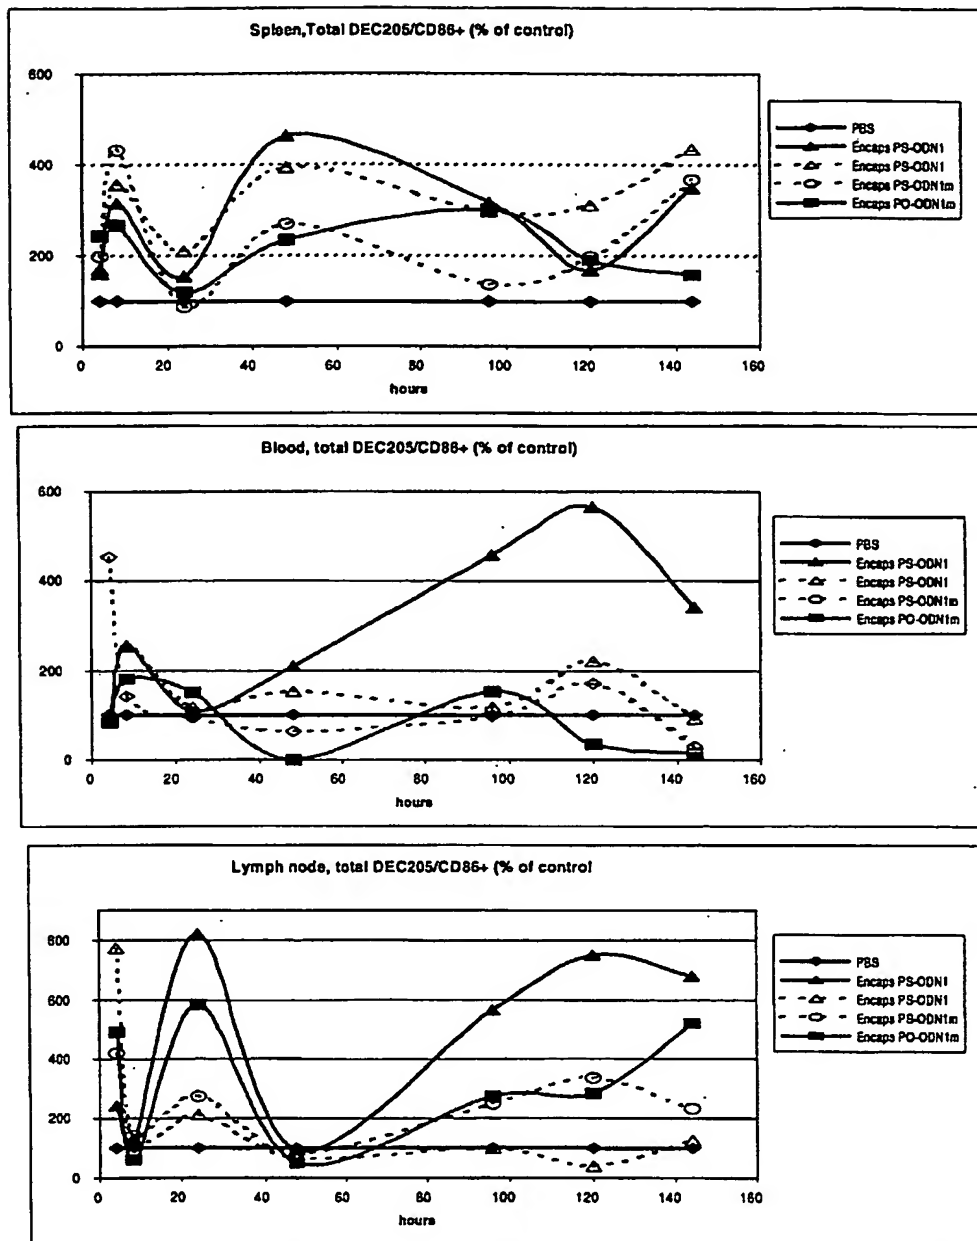 Spleen,Total DEC205/CD86+ (% of control)
600
400
200
0
0 20 40 60 80 100 120 140 160
hours
PBS
Encaps PS-ODN1
Encaps PS-ODN1
Encaps PS-ODN1m
Encaps PO-ODN1m
Blood, total DEC205/CD86+ (% of control)
600
400
200
0
0 20 40 60 80 100 120 140 160
hours
PBS
Encaps PS-ODN1
Encaps PS-ODN1
Encaps PS-ODN1m
Encaps PO-ODN1m
Lymph node, total DEC205/CD86+ (% of control
800
600
400
200
0
0 20 40 60 80 100 120 140 160
hours
PBS
Encaps PS-ODN1
Encaps PS-ODN1
Encaps PS-ODN1m
Encaps PO-ODN1m